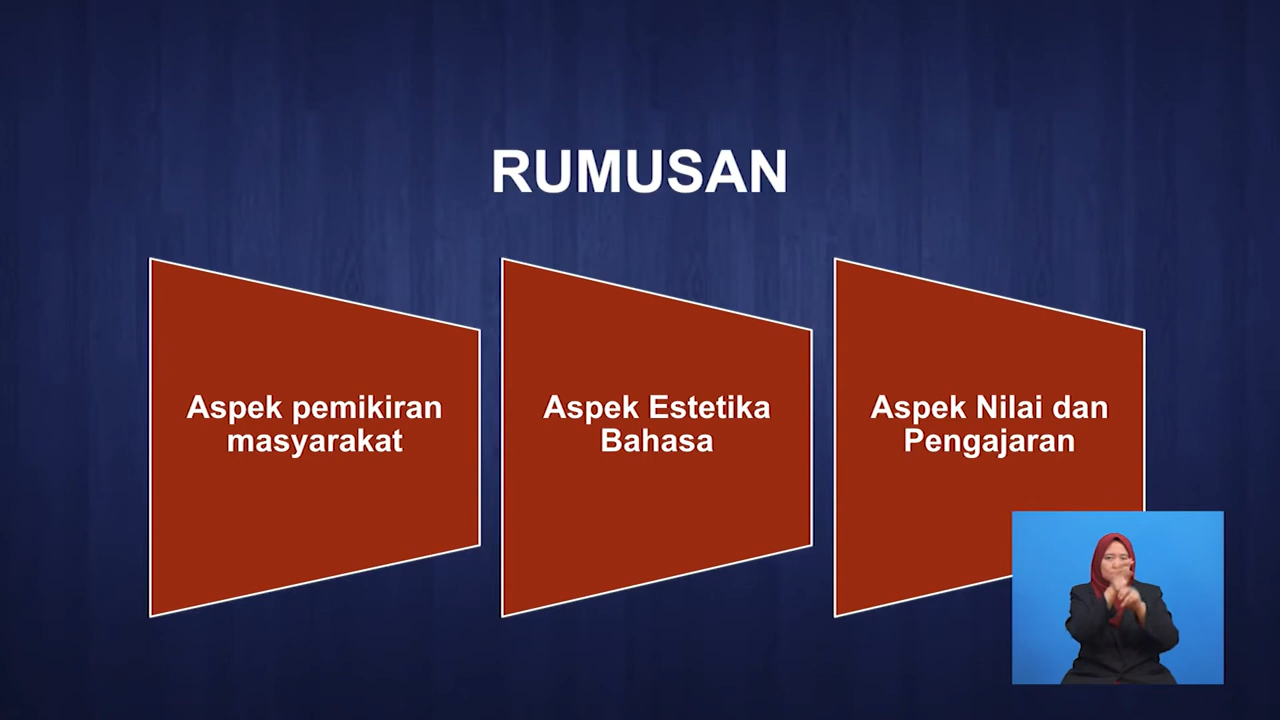 RUMUSAN
Aspek pemikiran
masyarakat
Aspek Estetika
Bahasa
Aspek Nilai dan
Pengajaran